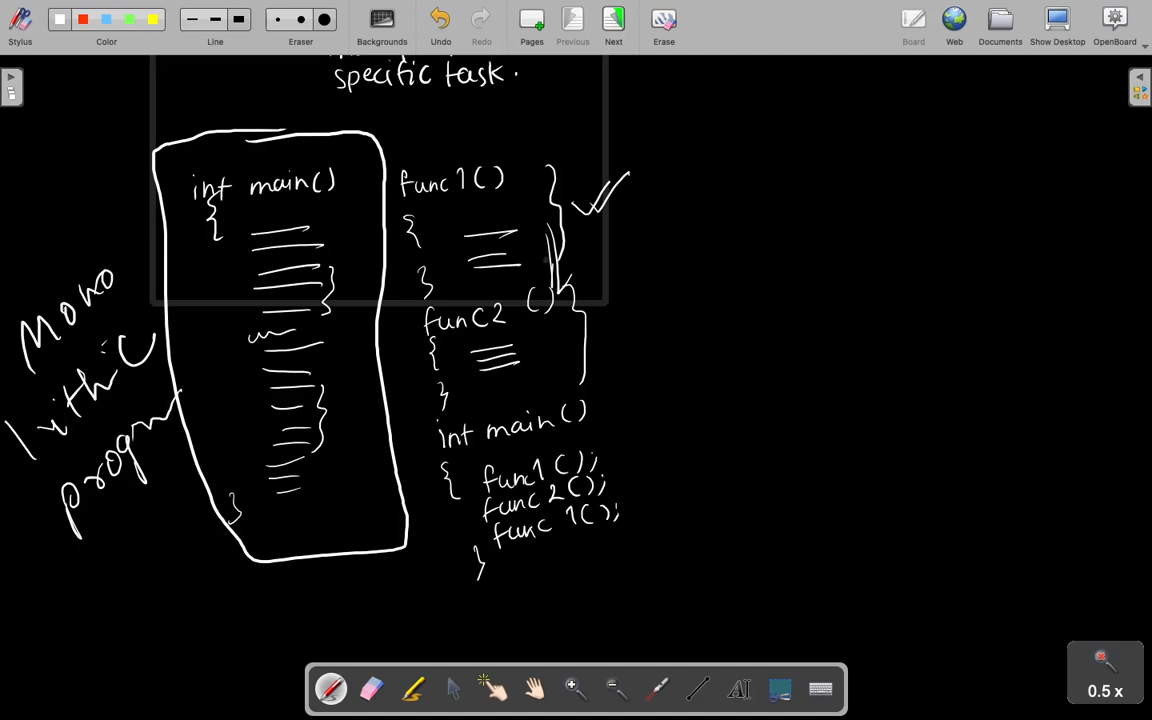 Stylus
Color
Line
Eraser
Backgrounds
Undo
Redo
Pages
Previous
Next
Erase
Board
Web
Documents
Show Desktop
OpenBoard
specific task.
int main()
{
}
func1()
{
}
func2 ()
{
}
int main()
{ func1();
func2();
func1();
}
Mono
lithic
program
0.5 x